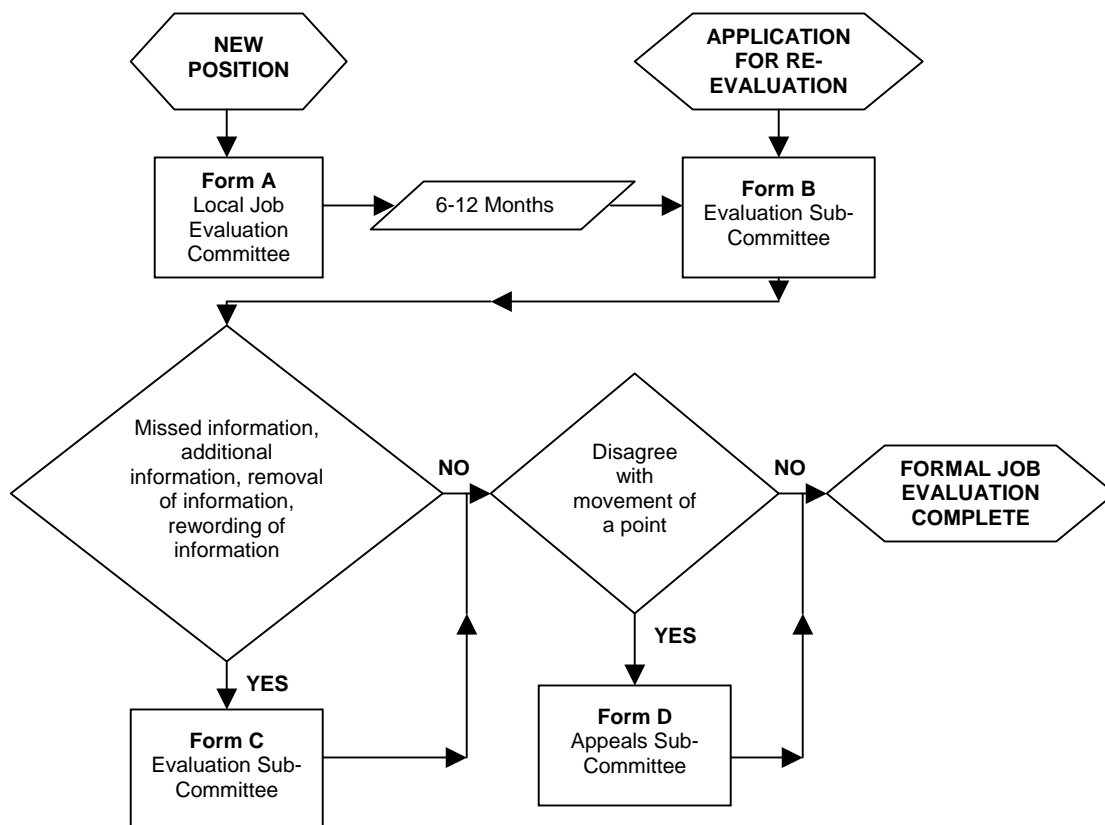 NEW
POSITION
APPLICATION
FOR RE-
EVALUATION
Form A
Local Job
Evaluation
Committee
6-12 Months
Form B
Evaluation Sub-
Committee
Missed information,
additional
information, removal
of information,
rewording of
information
NO
Disagree
with
movement of
a point
NO
FORMAL JOB
EVALUATION
COMPLETE
YES
Form C
Evaluation Sub-
Committee
YES
Form D
Appeals Sub-
Committee